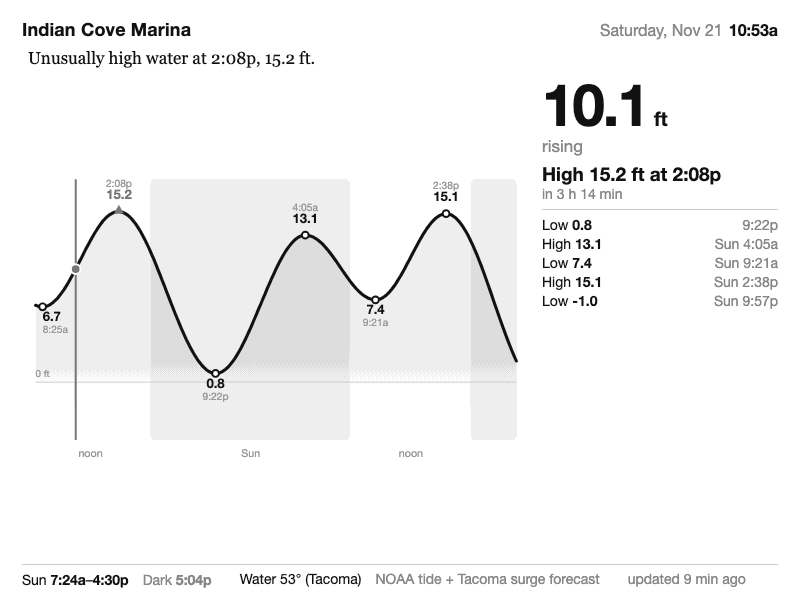 Indian Cove Marina
Saturday, Nov 21 10:53a
Unusually high water at 2:08p, 15.2 ft.
10.1 ft
rising
High 15.2 ft at 2:08p
in 3 h 14 min
Low 0.8 9:22p
High 13.1 Sun 4:05a
Low 7.4 Sun 9:21a
High 15.1 Sun 2:38p
Low -1.0 Sun 9:57p
2:08p
15.2
4:05a
13.1
2:38p
15.1
6.7
8:25a
7.4
9:21a
0 ft
0.8
9:22p
noon Sun noon
Sun 7:24a–4:30p Dark 5:04p Water 53° (Tacoma) NOAA tide + Tacoma surge forecast updated 9 min ago